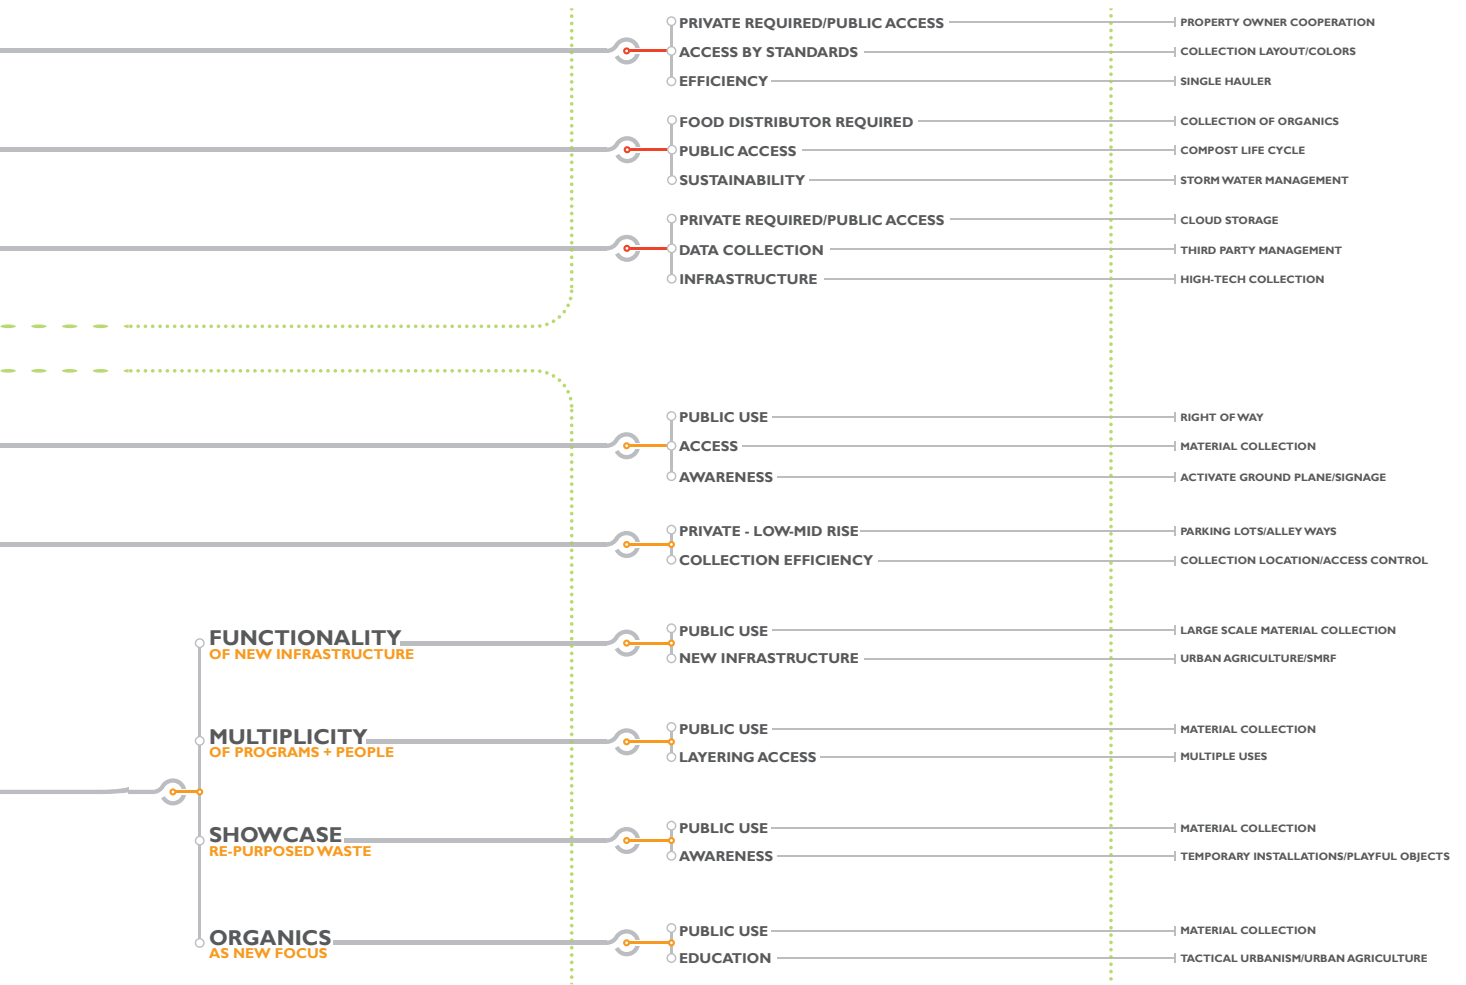 PRIVATE REQUIRED/PUBLIC ACCESS PROPERTY OWNER COOPERATION
ACCESS BY STANDARDS COLLECTION LAYOUT/COLORS
EFFICIENCY SINGLE HAULER
FOOD DISTRIBUTOR REQUIRED COLLECTION OF ORGANICS
PUBLIC ACCESS COMPOST LIFE CYCLE
SUSTAINABILITY STORM WATER MANAGEMENT
PRIVATE REQUIRED/PUBLIC ACCESS CLOUD STORAGE
DATA COLLECTION THIRD PARTY MANAGEMENT
INFRASTRUCTURE HIGH-TECH COLLECTION
PUBLIC USE RIGHT OF WAY
ACCESS MATERIAL COLLECTION
AWARENESS ACTIVATE GROUND PLANE/SIGNAGE
PRIVATE - LOW-MID RISE PARKING LOTS/ALLEY WAYS
COLLECTION EFFICIENCY COLLECTION LOCATION/ACCESS CONTROL
FUNCTIONALITY
OF NEW INFRASTRUCTURE
PUBLIC USE LARGE SCALE MATERIAL COLLECTION
NEW INFRASTRUCTURE URBAN AGRICULTURE/SMRF
MULTIPLICITY
OF PROGRAMS + PEOPLE
PUBLIC USE MATERIAL COLLECTION
LAYERING ACCESS MULTIPLE USES
SHOWCASE
RE-PURPOSED WASTE
PUBLIC USE MATERIAL COLLECTION
AWARENESS TEMPORARY INSTALLATIONS/PLAYFUL OBJECTS
ORGANICS
AS NEW FOCUS
PUBLIC USE MATERIAL COLLECTION
EDUCATION TACTICAL URBANISM/URBAN AGRICULTURE